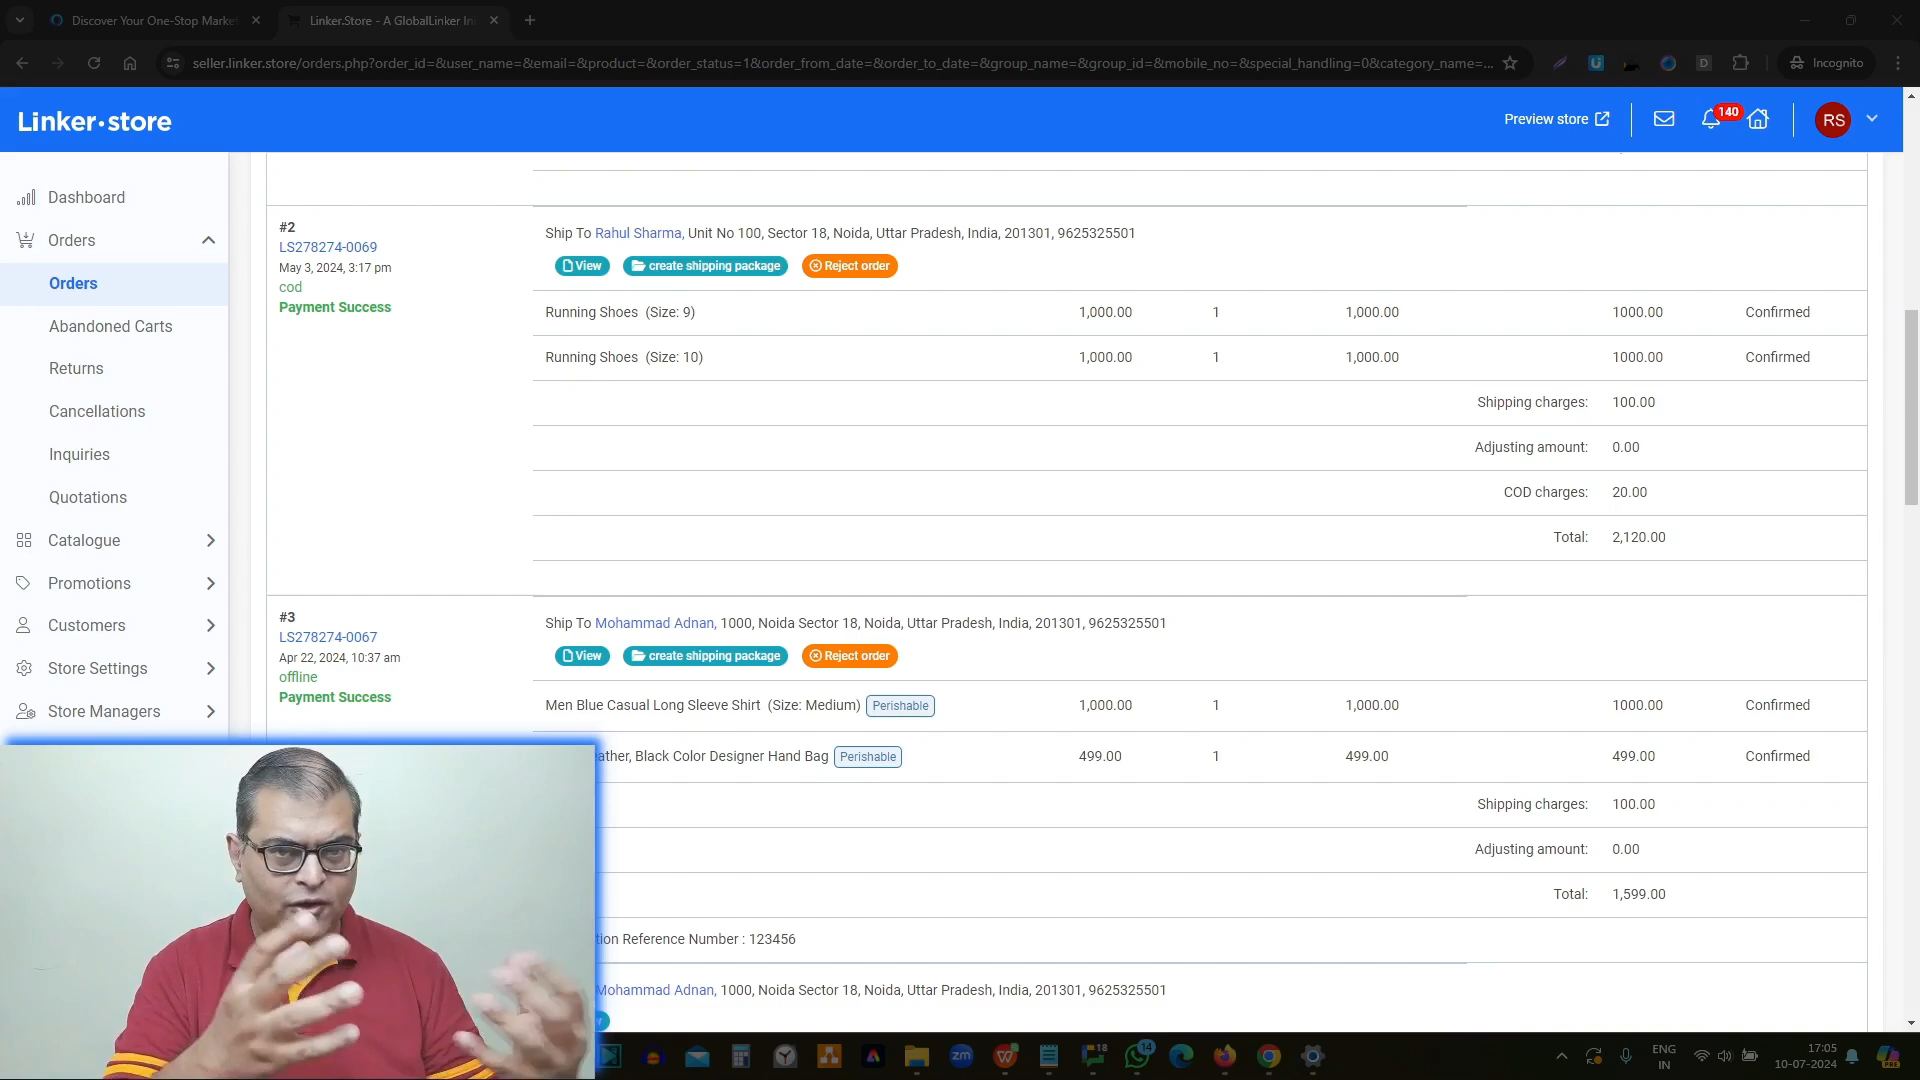 Discover Your One-Stop Marke
Linker.Store - A GlobalLinker In
seller.linker.store/orders.php?order_id=&user_name=&email=&product=&order_status=1&order_from_date=&order_to_date=&group_name=&group_id=&mobile_no=&special_handling=0&category_name=...
Incognito
Linker.store
Preview store
140
RS
Dashboard
Orders
Orders
Abandoned Carts
Returns
Cancellations
Inquiries
Quotations
Catalogue
Promotions
Customers
Store Settings
Store Managers
#2
LS278274-0069
May 3, 2024, 3:17 pm
cod
Payment Success
Ship To Rahul Sharma, Unit No 100, Sector 18, Noida, Uttar Pradesh, India, 201301, 9625325501
View create shipping package Reject order
Running Shoes (Size: 9) 1,000.00 1 1,000.00 1000.00 Confirmed
Running Shoes (Size: 10) 1,000.00 1 1,000.00 1000.00 Confirmed
Shipping charges: 100.00
Adjusting amount: 0.00
COD charges: 20.00
Total: 2,120.00
#3
LS278274-0067
Apr 22, 2024, 10:37 am
offline
Payment Success
Ship To Mohammad Adnan, 1000, Noida Sector 18, Noida, Uttar Pradesh, India, 201301, 9625325501
View create shipping package Reject order
Men Blue Casual Long Sleeve Shirt (Size: Medium) Perishable 1,000.00 1 1,000.00 1000.00 Confirmed
ather, Black Color Designer Hand Bag Perishable 499.00 1 499.00 499.00 Confirmed
Shipping charges: 100.00
Adjusting amount: 0.00
Total: 1,599.00
tion Reference Number : 123456
Mohammad Adnan, 1000, Noida Sector 18, Noida, Uttar Pradesh, India, 201301, 9625325501
zm
18
14
ENG
IN
17:05
10-07-2024